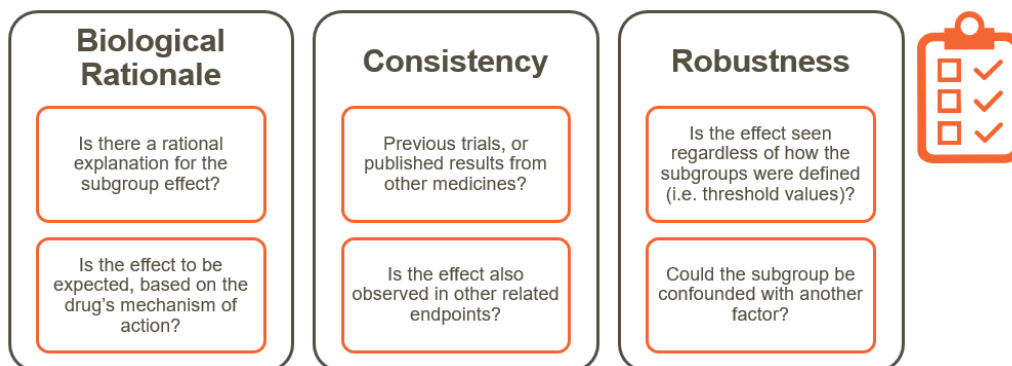 Biological
Rationale
Is there a rational
explanation for the
subgroup effect?
Is the effect to be
expected, based on the
drug's mechanism of
action?
Consistency
Previous trials, or
published results from
other medicines?
Is the effect also
observed in other related
endpoints?
Robustness
Is the effect seen
regardless of how the
subgroups were defined
(i.e. threshold values)?
Could the subgroup be
confounded with another
factor?